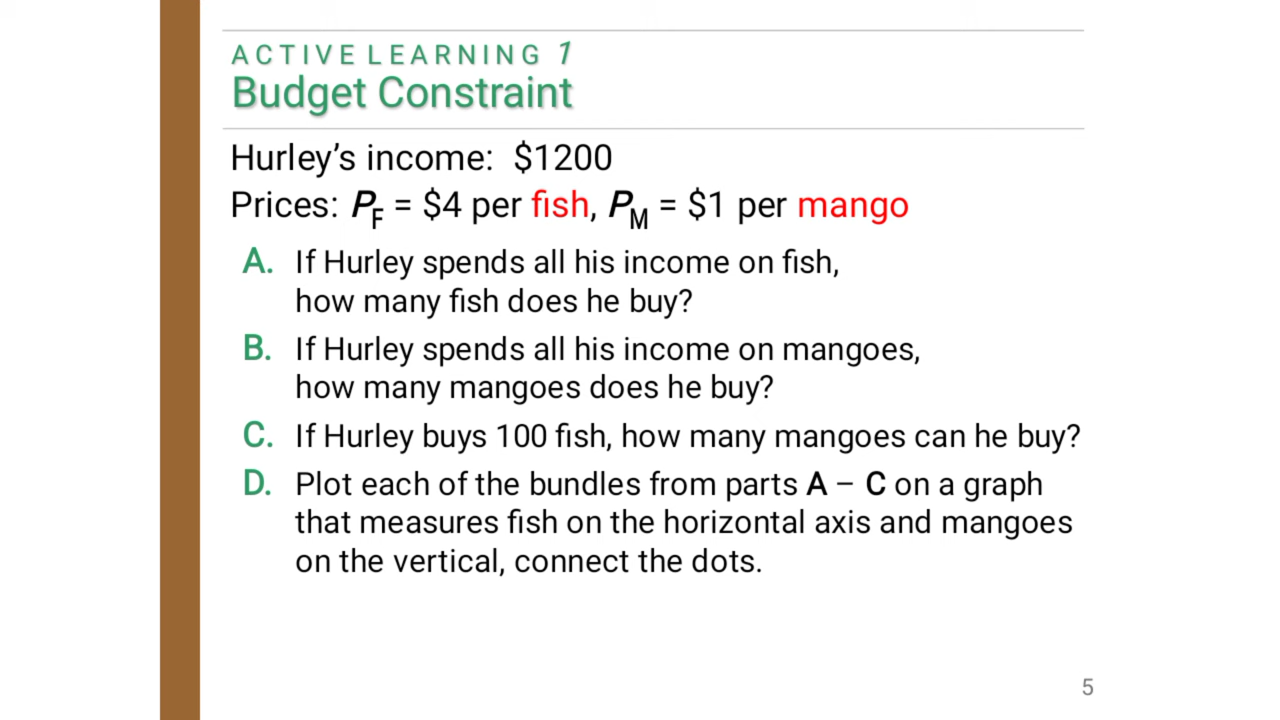 ACTIVE LEARNING 1
Budget Constraint
Hurley’s income: $1200
Prices: PF = $4 per fish, PM = $1 per mango
A. If Hurley spends all his income on fish,
how many fish does he buy?
B. If Hurley spends all his income on mangoes,
how many mangoes does he buy?
C. If Hurley buys 100 fish, how many mangoes can he buy?
D. Plot each of the bundles from parts A – C on a graph
that measures fish on the horizontal axis and mangoes
on the vertical, connect the dots.
5